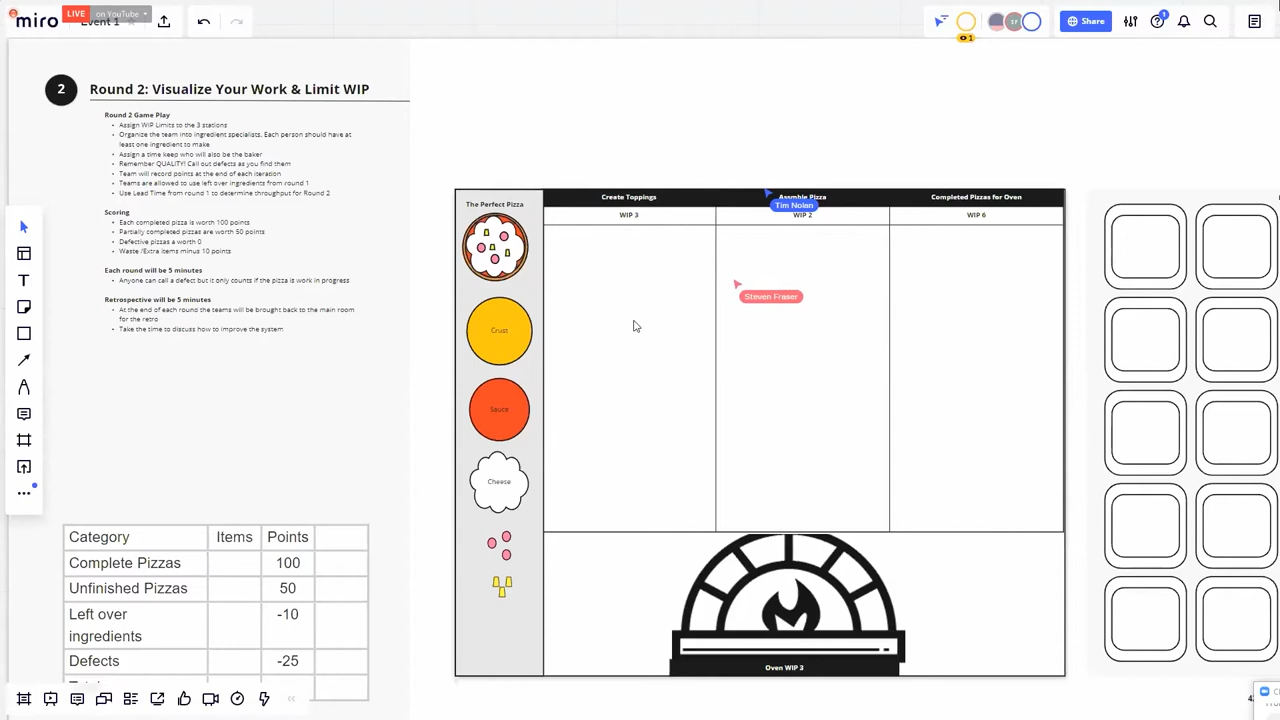 miro
LIVE on YouTube
Event 1
Share
1
1
2
Round 2: Visualize Your Work & Limit WIP
Round 2 Game Play
Assign WIP Limits to the 3 stations
Organize the team into ingredient specialists. Each person should have at
least one ingredient to make
Assign a time keep who will also be the baker
Remember QUALITY! Call out defects as you find them
Team will record points at the end of each iteration
Teams are allowed to use left over ingredients from round 1
Use Lead Time from round 1 to determine throughput for Round 2
Scoring
Each completed pizza is worth 100 points
Partially completed pizzas are worth 50 points
Defective pizzas a worth 0
Waste /Extra items minus 10 points
Each round will be 5 minutes
Anyone can call a defect but it only counts if the pizza is work in progress
Retrospective will be 5 minutes
At the end of each round the teams will be brought back to the main room
for the retro
Take the time to discuss how to improve the system
Category Items Points
Complete Pizzas 100
Unfinished Pizzas 50
Left over
ingredients -10
Defects -25
The Perfect Pizza
Crust
Sauce
Cheese
Create Toppings
WIP 3
Assmble Pizza
Tim Nolan
WIP 2
Completed Pizzas for Oven
WIP 6
Steven Fraser
Oven WIP 3